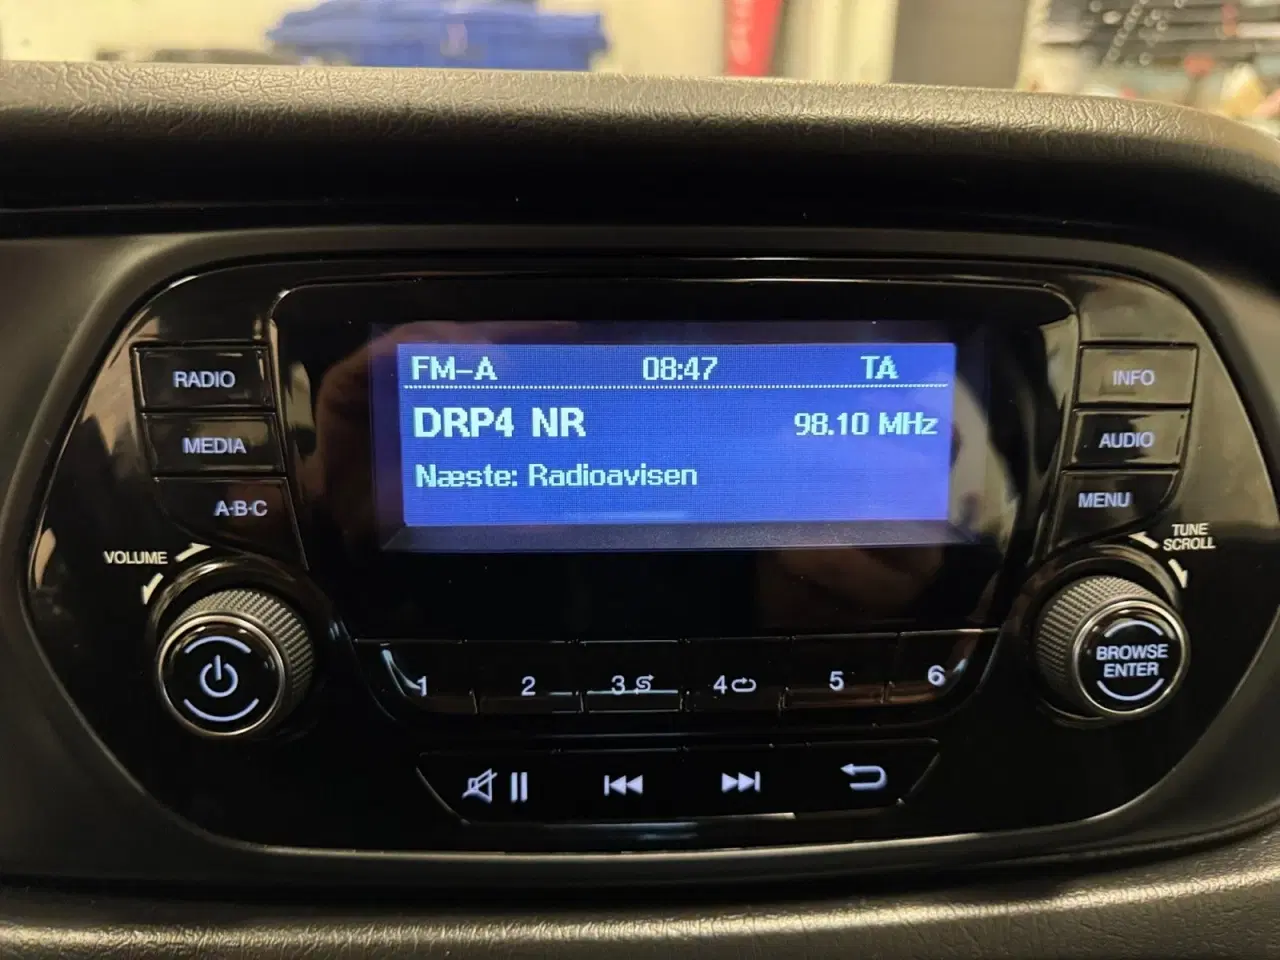 FM-A 08:47 TA
DRP4 NR 98.10 MHz
Næste: Radioavisen
RADIO
MEDIA
A·B·C
VOLUME
INFO
AUDIO
MENU
TUNE
SCROLL
BROWSE
ENTER
1 2 3 4 5 6